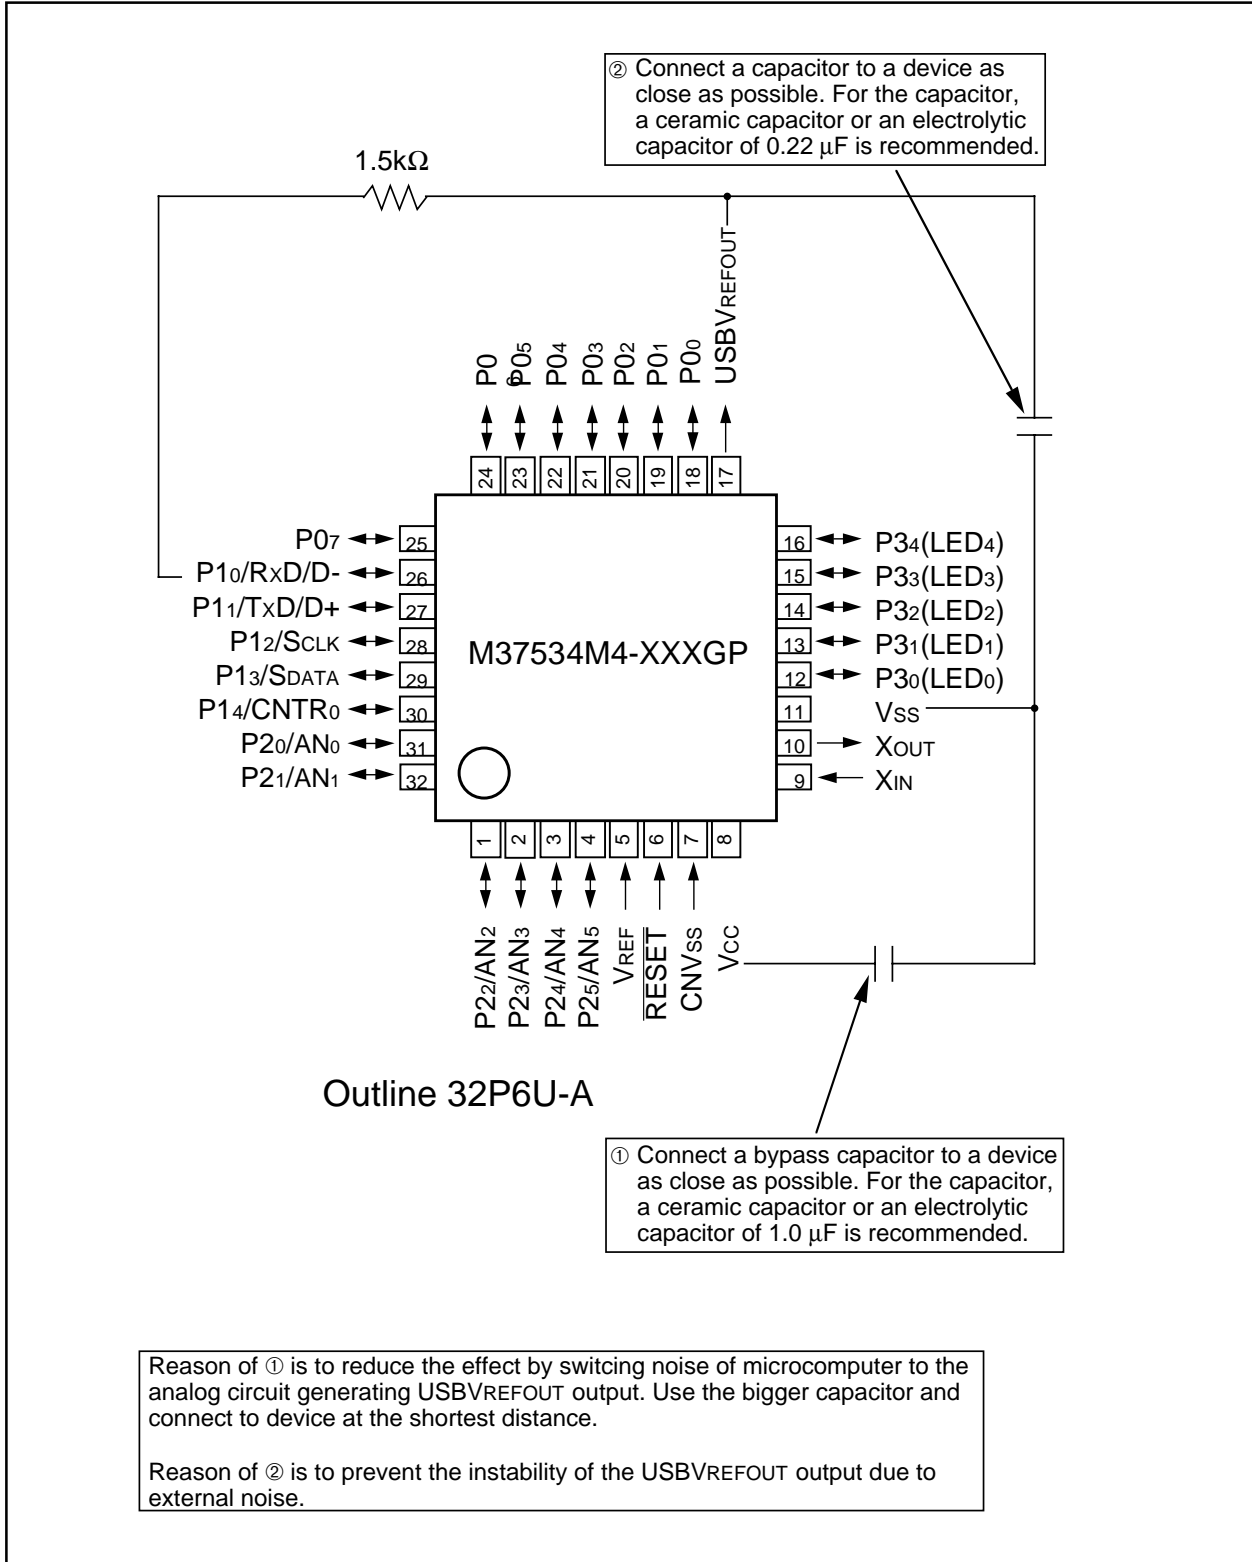 ② Connect a capacitor to a device as
close as possible. For the capacitor,
a ceramic capacitor or an electrolytic
capacitor of 0.22 μF is recommended.
1.5kΩ
USBVREFOUT
P06
P05
P04
P03
P02
P01
P00
24
23
22
21
20
19
18
17
P07
25
P10/RXD/D-
26
P11/TXD/D+
27
P12/SCLK
28
P13/SDATA
29
P14/CNTR0
30
P20/AN0
31
P21/AN1
32
M37534M4-XXXGP
16
P34(LED4)
15
P33(LED3)
14
P32(LED2)
13
P31(LED1)
12
P30(LED0)
11
VSS
10
XOUT
9
XIN
1
2
3
4
5
6
7
8
P22/AN2
P23/AN3
P24/AN4
P25/AN5
VREF
RESET
CNVSS
VCC
Outline 32P6U-A
① Connect a bypass capacitor to a device
as close as possible. For the capacitor,
a ceramic capacitor or an electrolytic
capacitor of 1.0 μF is recommended.
Reason of ① is to reduce the effect by switcing noise of microcomputer to the
analog circuit generating USBVREFOUT output. Use the bigger capacitor and
connect to device at the shortest distance.
Reason of ② is to prevent the instability of the USBVREFOUT output due to
external noise.